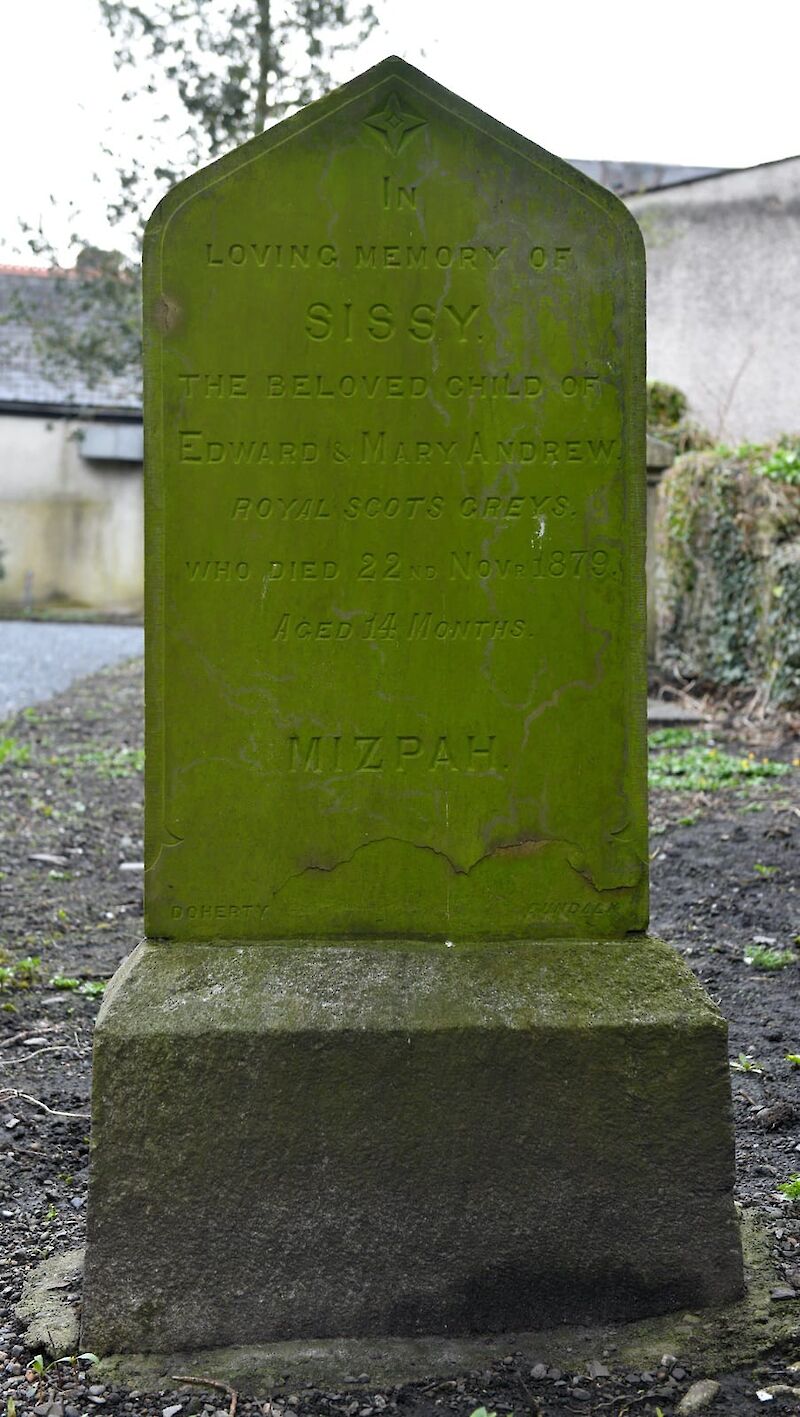 IN
LOVING MEMORY OF
SISSY.
THE BELOVED CHILD OF
EDWARD & MARY ANDREW.
ROYAL SCOTS GREYS.
WHO DIED 22ND NOVR 1879.
AGED 14 MONTHS.
MIZPAH.
DOHERTY DUNDALK